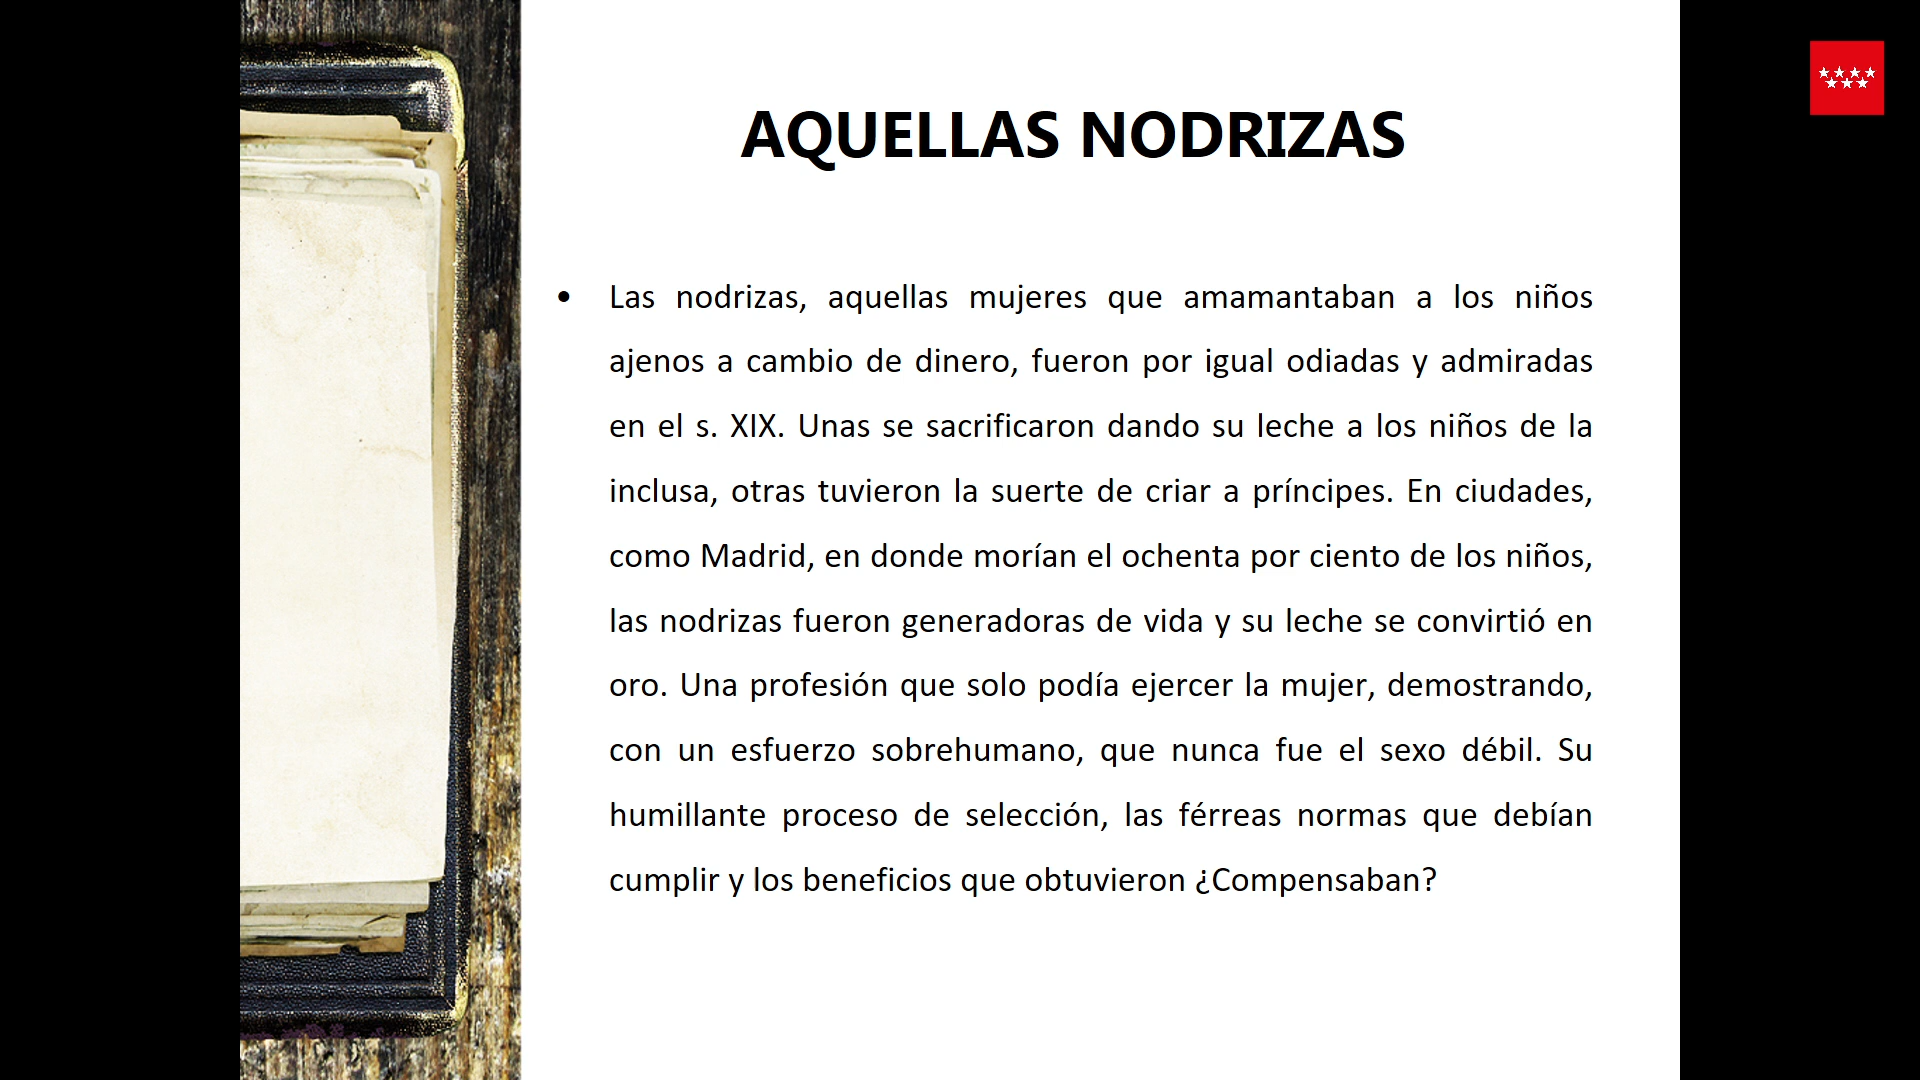 AQUELLAS NODRIZAS
• Las nodrizas, aquellas mujeres que amamantaban a los niños
ajenos a cambio de dinero, fueron por igual odiadas y admiradas
en el s. XIX. Unas se sacrificaron dando su leche a los niños de la
inclusa, otras tuvieron la suerte de criar a príncipes. En ciudades,
como Madrid, en donde morían el ochenta por ciento de los niños,
las nodrizas fueron generadoras de vida y su leche se convirtió en
oro. Una profesión que solo podía ejercer la mujer, demostrando,
con un esfuerzo sobrehumano, que nunca fue el sexo débil. Su
humillante proceso de selección, las férreas normas que debían
cumplir y los beneficios que obtuvieron ¿Compensaban?